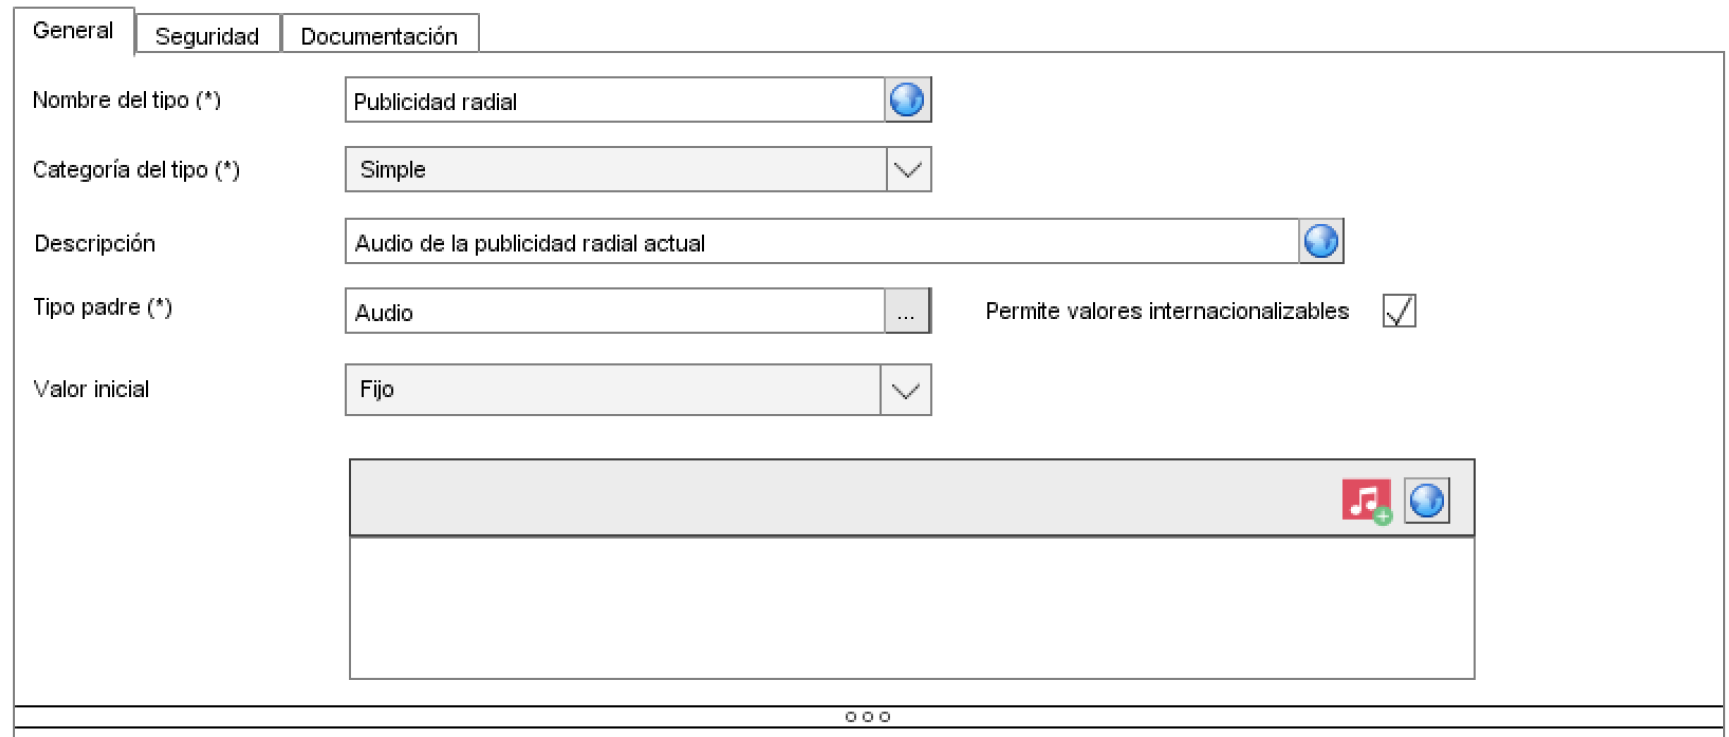 General
Seguridad
Documentación
Nombre del tipo (*)
Publicidad radial
Categoría del tipo (*)
Simple
Descripción
Audio de la publicidad radial actual
Tipo padre (*)
Audio
...
Permite valores internacionalizables
Valor inicial
Fijo